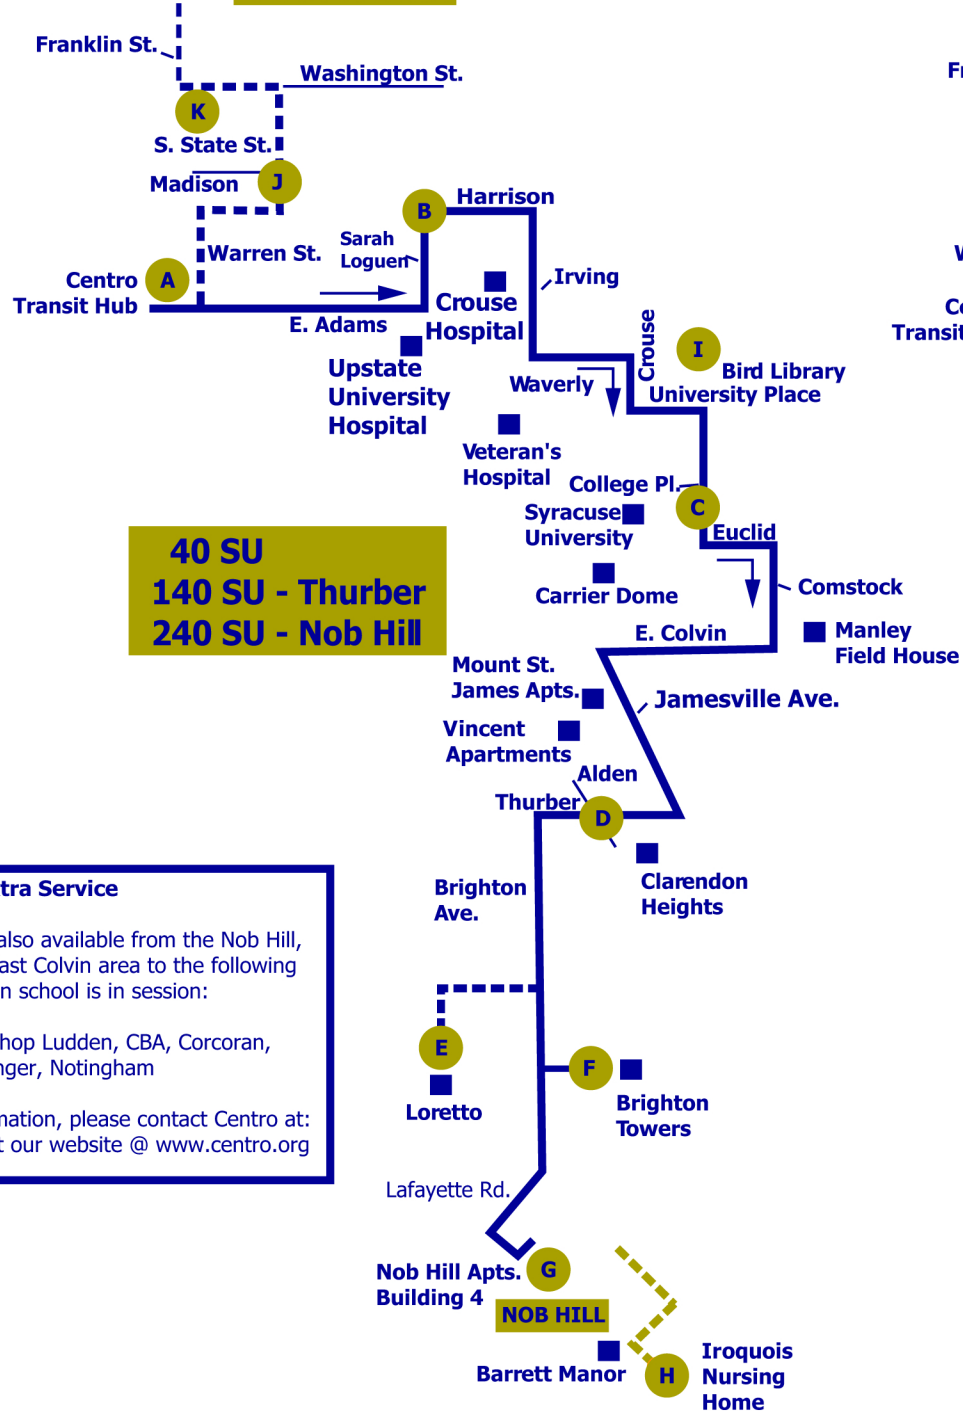 Franklin St.
Washington St.
K
S. State St.
Madison
J
Harrison
B
Sarah
Loguen
Warren St.
Centro
Transit Hub
A
Irving
Crouse
Hospital
E. Adams
Upstate
University
Hospital
Crouse
I
Bird Library
University Place
Waverly
Veteran's
Hospital
College Pl.
C
Syracuse
University
Euclid
40 SU
140 SU - Thurber
240 SU - Nob Hill
Carrier Dome
Comstock
E. Colvin
Manley
Field House
Mount St.
James Apts.
Jamesville Ave.
Vincent
Apartments
Alden
Thurber
D
Clarendon
Heights
Brighton
Ave.
tra Service
also available from the Nob Hill,
ast Colvin area to the following
n school is in session:
hop Ludden, CBA, Corcoran,
nger, Notingham
mation, please contact Centro at:
t our website @ www.centro.org
E
Loretto
F
Brighton
Towers
Lafayette Rd.
Nob Hill Apts.
Building 4
G
NOB HILL
Barrett Manor
H
Iroquois
Nursing
Home